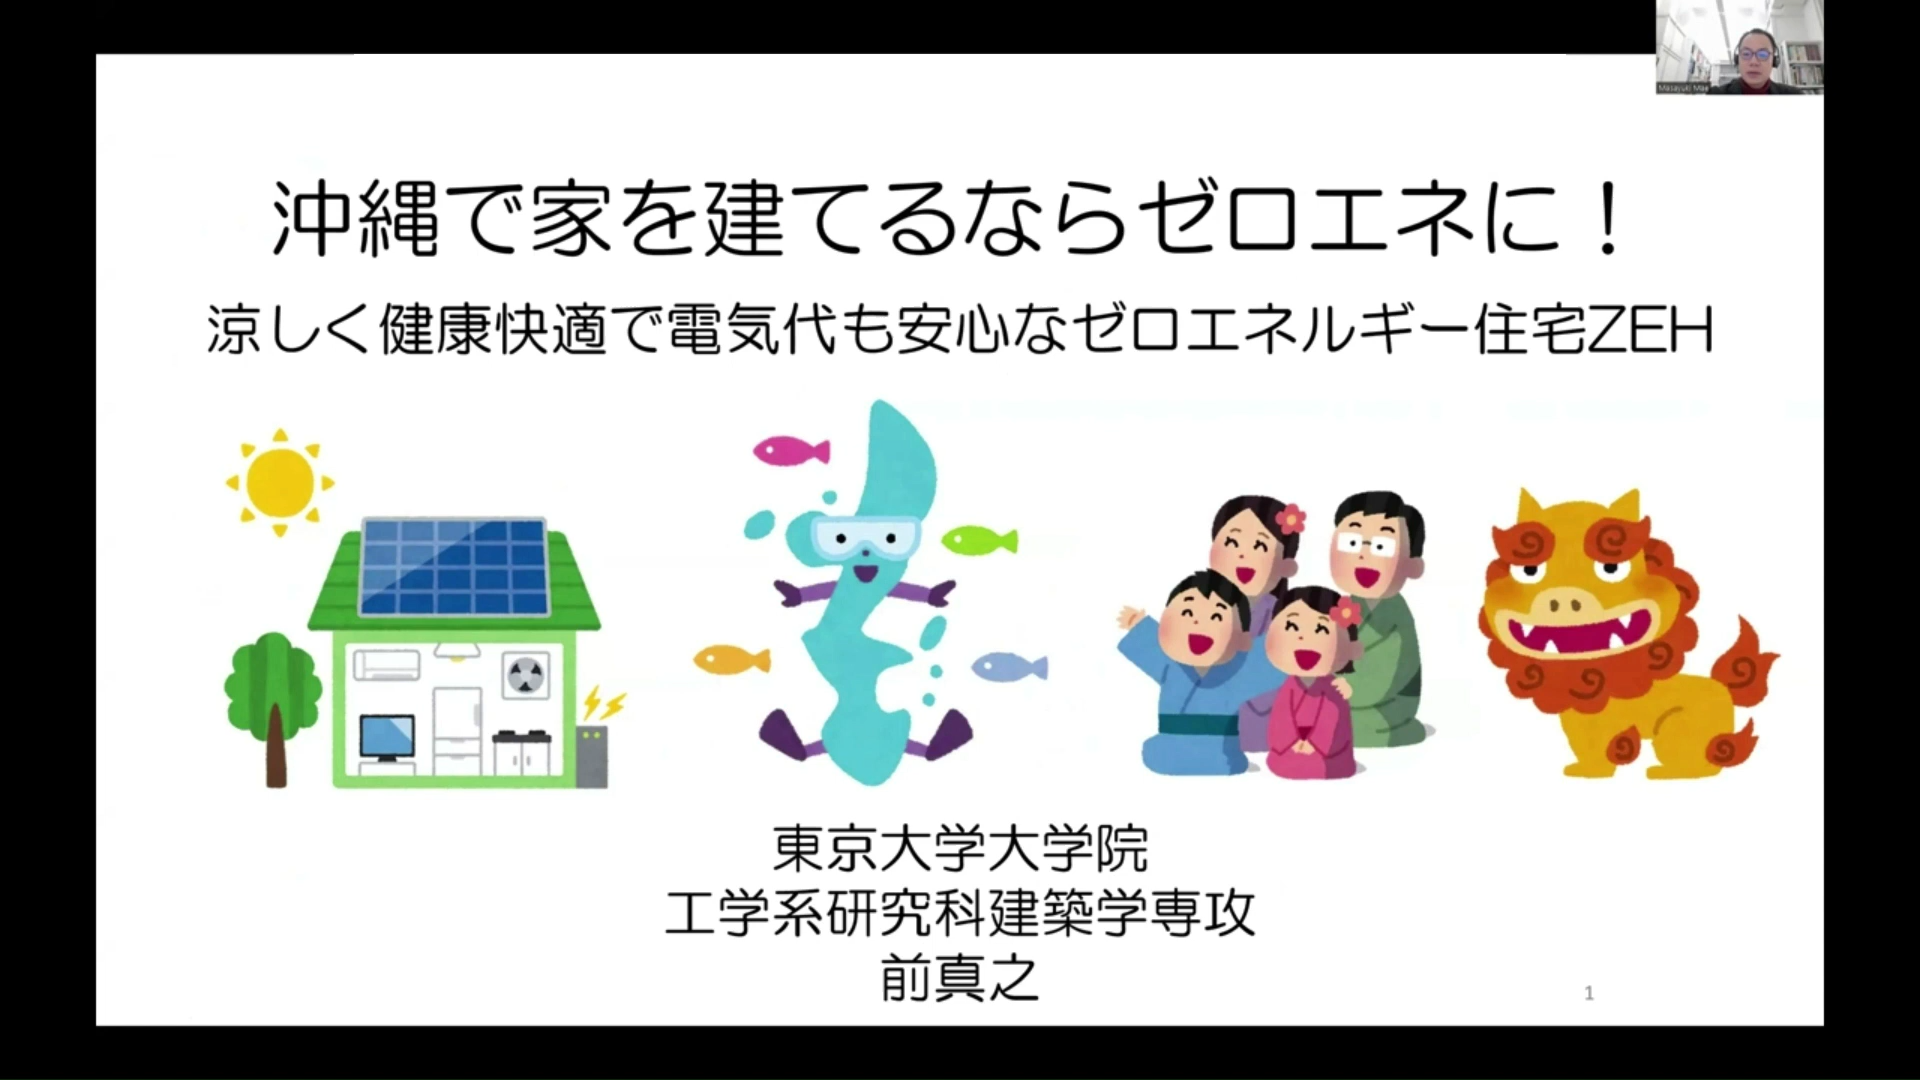 Masayuki Mae
沖縄で家を建てるならゼロエネに！
涼しく健康快適で電気代も安心なゼロエネルギー住宅ZEH
東京大学大学院
工学系研究科建築学専攻
前真之
1